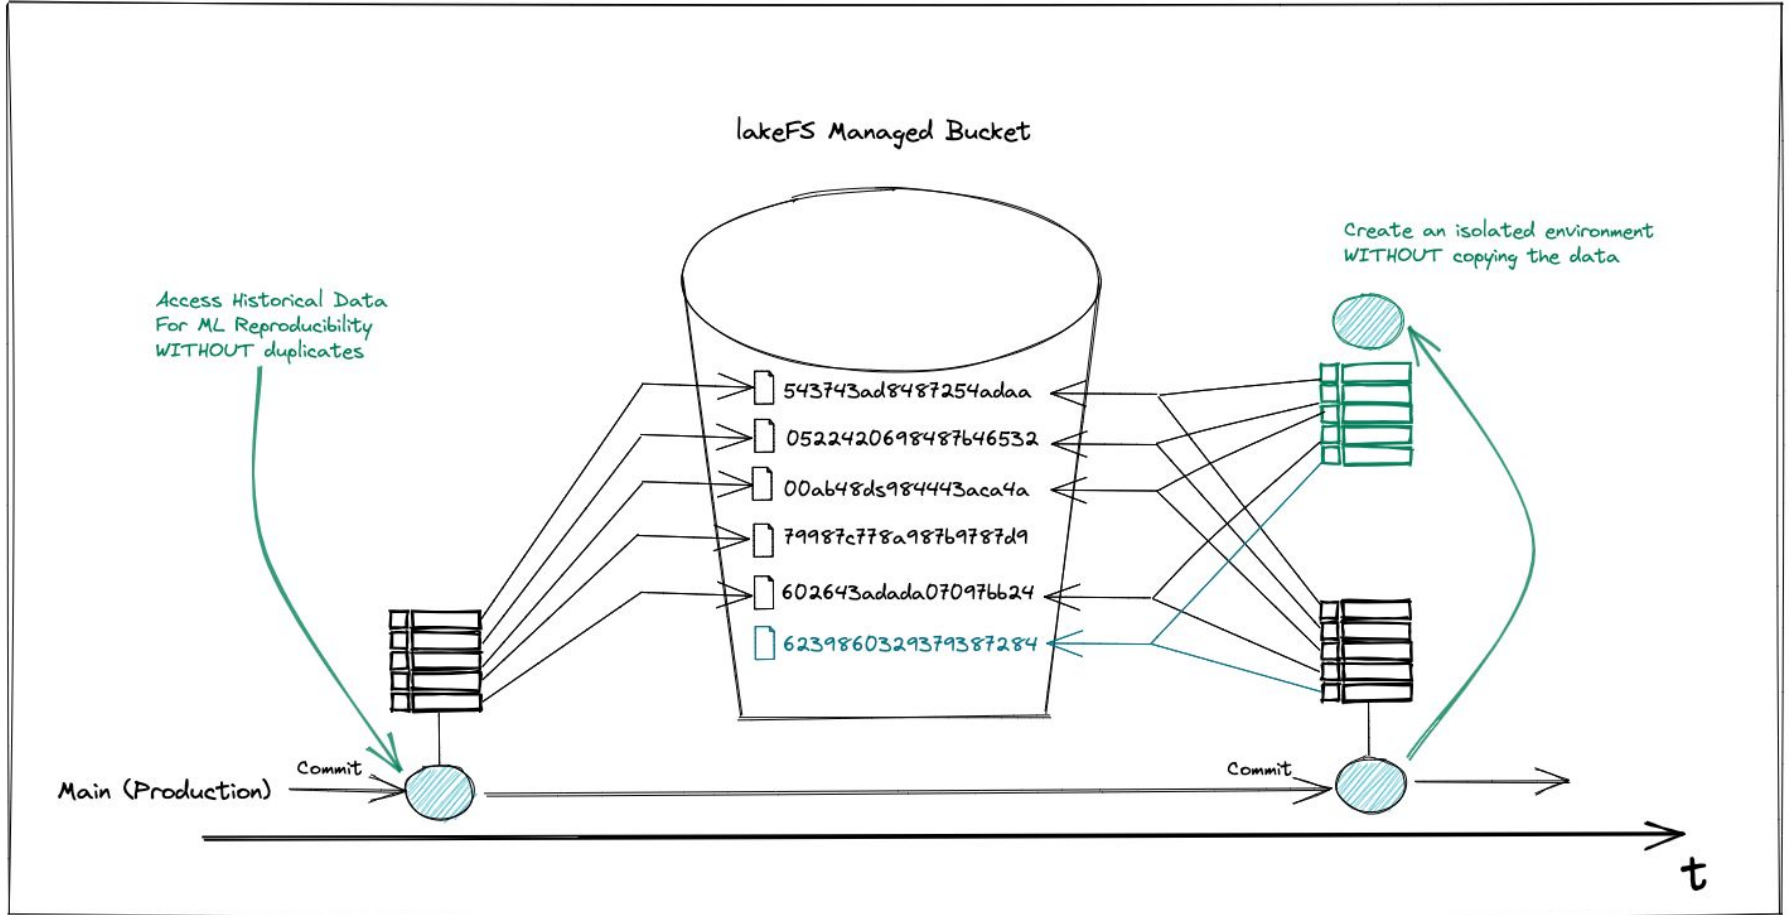 lakeFS Managed Bucket
Create an isolated environment
WITHOUT copying the data
Access Historical Data
For ML Reproducibility
WITHOUT duplicates
543743ad8487254adaa
0522420698487b46532
00ab48ds984443aca4a
79987c778a987b9787d9
602643adada07097bb24
6239860329379387284
Commit
Commit
Main (Production)
t